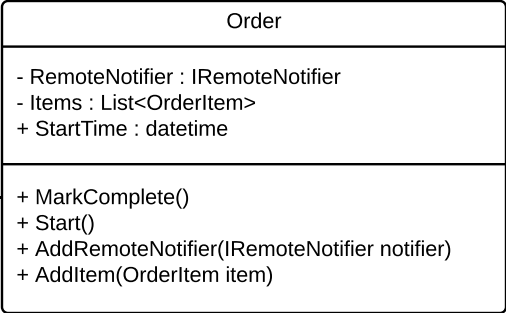 Order
- RemoteNotifier : IRemoteNotifier
- Items : List<OrderItem>
+ StartTime : datetime
+ MarkComplete()
+ Start()
+ AddRemoteNotifier(IRemoteNotifier notifier)
+ AddItem(OrderItem item)